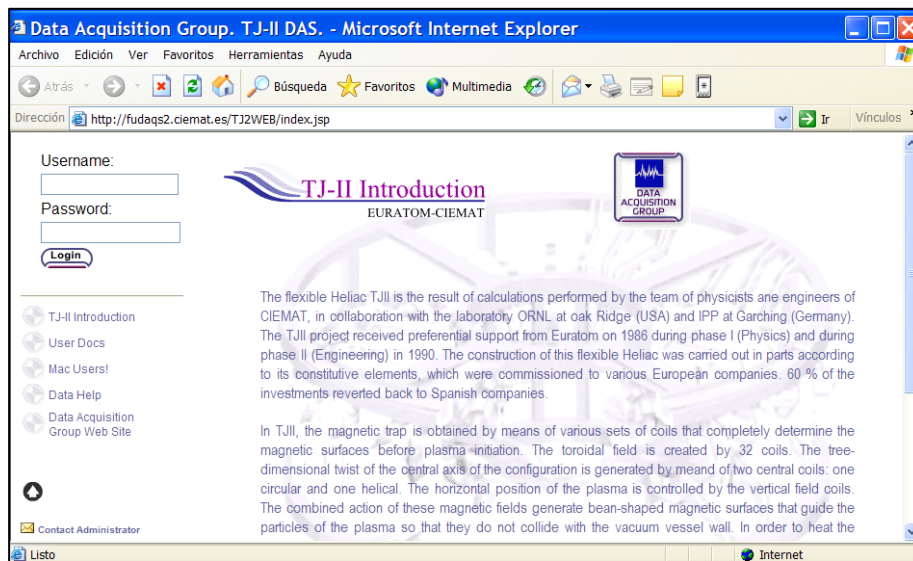 Data Acquisition Group. TJ-II DAS. - Microsoft Internet Explorer
Archivo Edición Ver Favoritos Herramientas Ayuda
Atrás Búsqueda Favoritos Multimedia
Dirección http://fudaqs2.ciemat.es/TJ2WEB/index.jsp Ir Vínculos »
Username:
Password:
Login
TJ-II Introduction
User Docs
Mac Users!
Data Help
Data Acquisition
Group Web Site
Contact Administrator
TJ-II Introduction
EURATOM-CIEMAT
DATA
ACQUISITION
GROUP
The flexible Heliac TJII is the result of calculations performed by the team of physicists ane engineers of
CIEMAT, in collaboration with the laboratory ORNL at oak Ridge (USA) and IPP at Garching (Germany).
The TJII project received preferential support from Euratom on 1986 during phase I (Physics) and during
phase II (Engineering) in 1990. The construction of this flexible Heliac was carried out in parts according
to its constitutive elements, which were commissioned to various European companies. 60 % of the
investments reverted back to Spanish companies.
In TJII, the magnetic trap is obtained by means of various sets of coils that completely determine the
magnetic surfaces before plasma initiation. The toroidal field is created by 32 coils. The tree-
dimensional twist of the central axis of the configuration is generated by meand of two central coils: one
circular and one helical. The horizontal position of the plasma is controlled by the vertical field coils.
The combined action of these magnetic fields generate bean-shaped magnetic surfaces that guide the
particles of the plasma so that they do not collide with the vacuum vessel wall. In order to heat the
Listo Internet